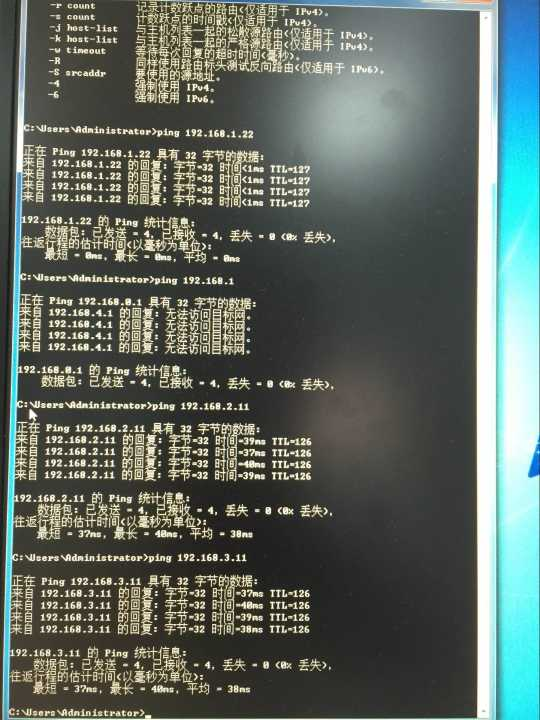 -r count 记录计数跃点的路由(仅适用于 IPv4)。
-s count 计数跃点的时间戳(仅适用于 IPv4)。
-j host-list 与主机列表一起的松散源路由(仅适用于 IPv4)。
-k host-list 与主机列表一起的严格源路由(仅适用于 IPv4)。
-w timeout 等待每次回复的超时时间(毫秒)。
-R 同样使用路由标头测试反向路由(仅适用于 IPv6)。
-S srcaddr 要使用的源地址。
-4 强制使用 IPv4。
-6 强制使用 IPv6。
C:\Users\Administrator>ping 192.168.1.22
正在 Ping 192.168.1.22 具有 32 字节的数据:
来自 192.168.1.22 的回复: 字节=32 时间<1ms TTL=127
来自 192.168.1.22 的回复: 字节=32 时间<1ms TTL=127
来自 192.168.1.22 的回复: 字节=32 时间<1ms TTL=127
来自 192.168.1.22 的回复: 字节=32 时间<1ms TTL=127
192.168.1.22 的 Ping 统计信息:
数据包: 已发送 = 4, 已接收 = 4, 丢失 = 0 (0% 丢失),
往返行程的估计时间(以毫秒为单位):
最短 = 0ms, 最长 = 0ms, 平均 = 0ms
C:\Users\Administrator>ping 192.168.1
正在 Ping 192.168.0.1 具有 32 字节的数据:
来自 192.168.4.1 的回复: 无法访问目标网。
来自 192.168.4.1 的回复: 无法访问目标网。
来自 192.168.4.1 的回复: 无法访问目标网。
来自 192.168.4.1 的回复: 无法访问目标网。
192.168.0.1 的 Ping 统计信息:
数据包: 已发送 = 4, 已接收 = 4, 丢失 = 0 (0% 丢失),
C:\Users\Administrator>ping 192.168.2.11
正在 Ping 192.168.2.11 具有 32 字节的数据:
来自 192.168.2.11 的回复: 字节=32 时间=39ms TTL=126
来自 192.168.2.11 的回复: 字节=32 时间=37ms TTL=126
来自 192.168.2.11 的回复: 字节=32 时间=40ms TTL=126
来自 192.168.2.11 的回复: 字节=32 时间=39ms TTL=126
192.168.2.11 的 Ping 统计信息:
数据包: 已发送 = 4, 已接收 = 4, 丢失 = 0 (0% 丢失),
往返行程的估计时间(以毫秒为单位):
最短 = 37ms, 最长 = 40ms, 平均 = 38ms
C:\Users\Administrator>ping 192.168.3.11
正在 Ping 192.168.3.11 具有 32 字节的数据:
来自 192.168.3.11 的回复: 字节=32 时间=37ms TTL=126
来自 192.168.3.11 的回复: 字节=32 时间=40ms TTL=126
来自 192.168.3.11 的回复: 字节=32 时间=39ms TTL=126
来自 192.168.3.11 的回复: 字节=32 时间=38ms TTL=126
192.168.3.11 的 Ping 统计信息:
数据包: 已发送 = 4, 已接收 = 4, 丢失 = 0 (0% 丢失),
往返行程的估计时间(以毫秒为单位):
最短 = 37ms, 最长 = 40ms, 平均 = 38ms
C:\Users\Administrator>